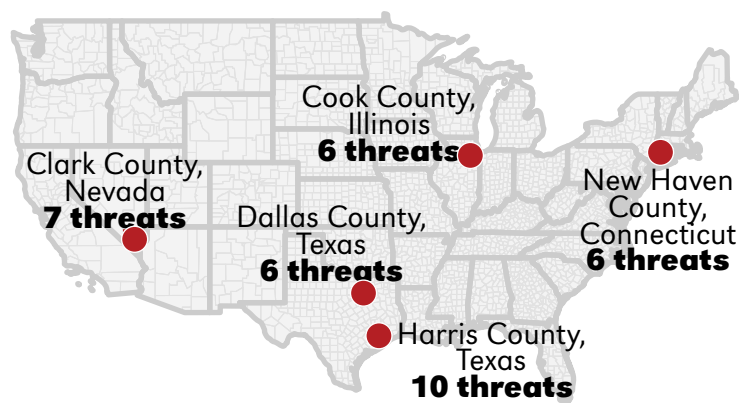 Cook County,
Illinois
6 threats
Clark County,
Nevada
7 threats
New Haven
County,
Connecticut
6 threats
Dallas County,
Texas
6 threats
Harris County,
Texas
10 threats